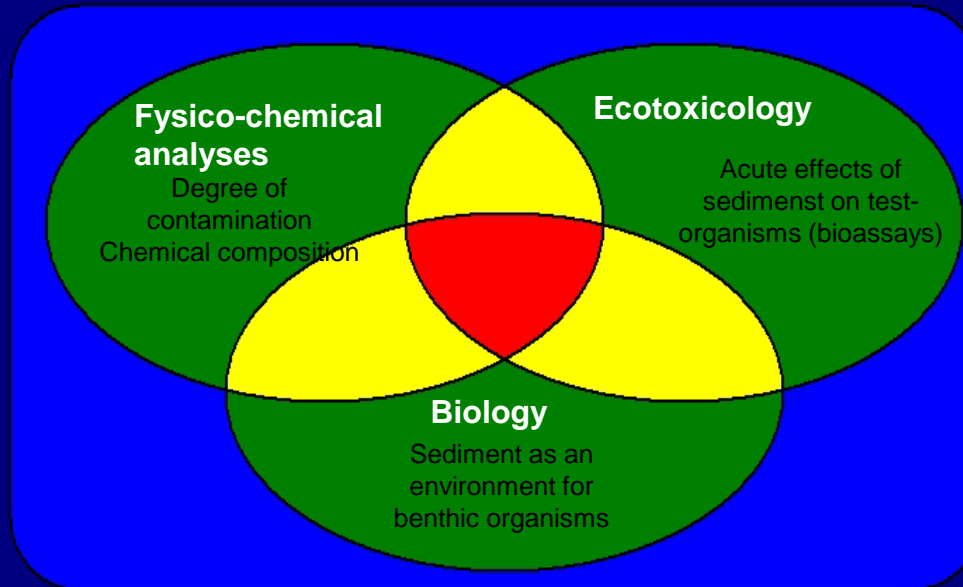 Fysico-chemical
analyses
Degree of
contamination
Chemical composition
Ecotoxicology
Acute effects of
sedimenst on test-
organisms (bioassays)
Biology
Sediment as an
environment for
benthic organisms